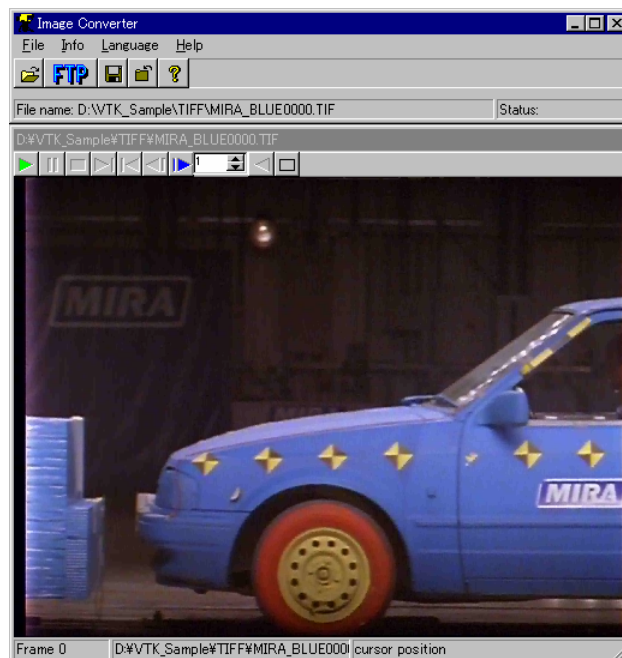 Image Converter
File Info Language Help
FTP
File name: D:\VTK_Sample\TIFF\MIRA_BLUE0000.TIF Status:
D:¥VTK_Sample¥TIFF¥MIRA_BLUE0000.TIF
1
MIRA
MIRA
MIRA
Frame 0 D:¥VTK_Sample¥TIFF¥MIRA_BLUE000 cursor position